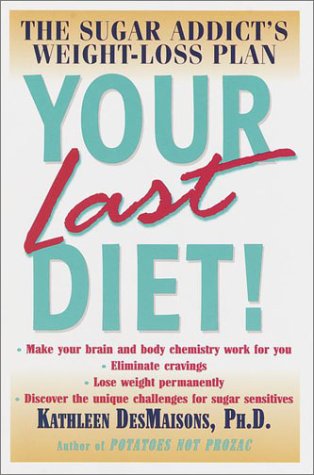 THE SUGAR ADDICT'S
WEIGHT-LOSS PLAN
YOUR
Last
DIET!
• Make your brain and body chemistry work for you
• Eliminate cravings
• Lose weight permanently
• Discover the unique challenges for sugar sensitives
KATHLEEN DESMAISONS, PH.D.
Author of POTATOES NOT PROZAC